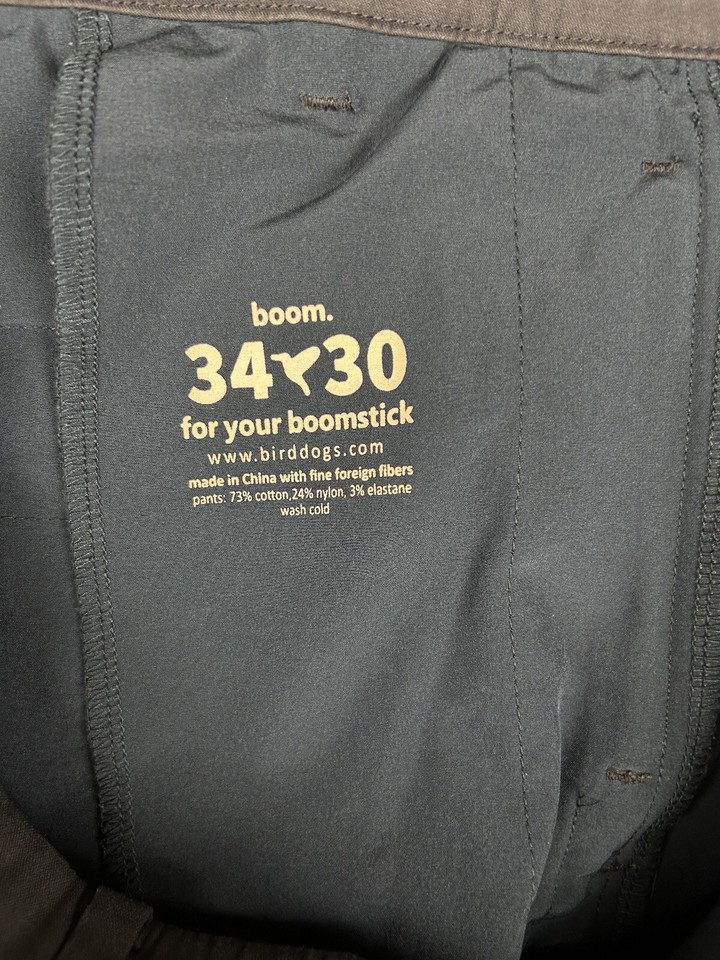 boom.
34 30
for your boomstick
www.birddogs.com
made in China with fine foreign fibers
pants: 73% cotton,24% nylon, 3% elastane
wash cold